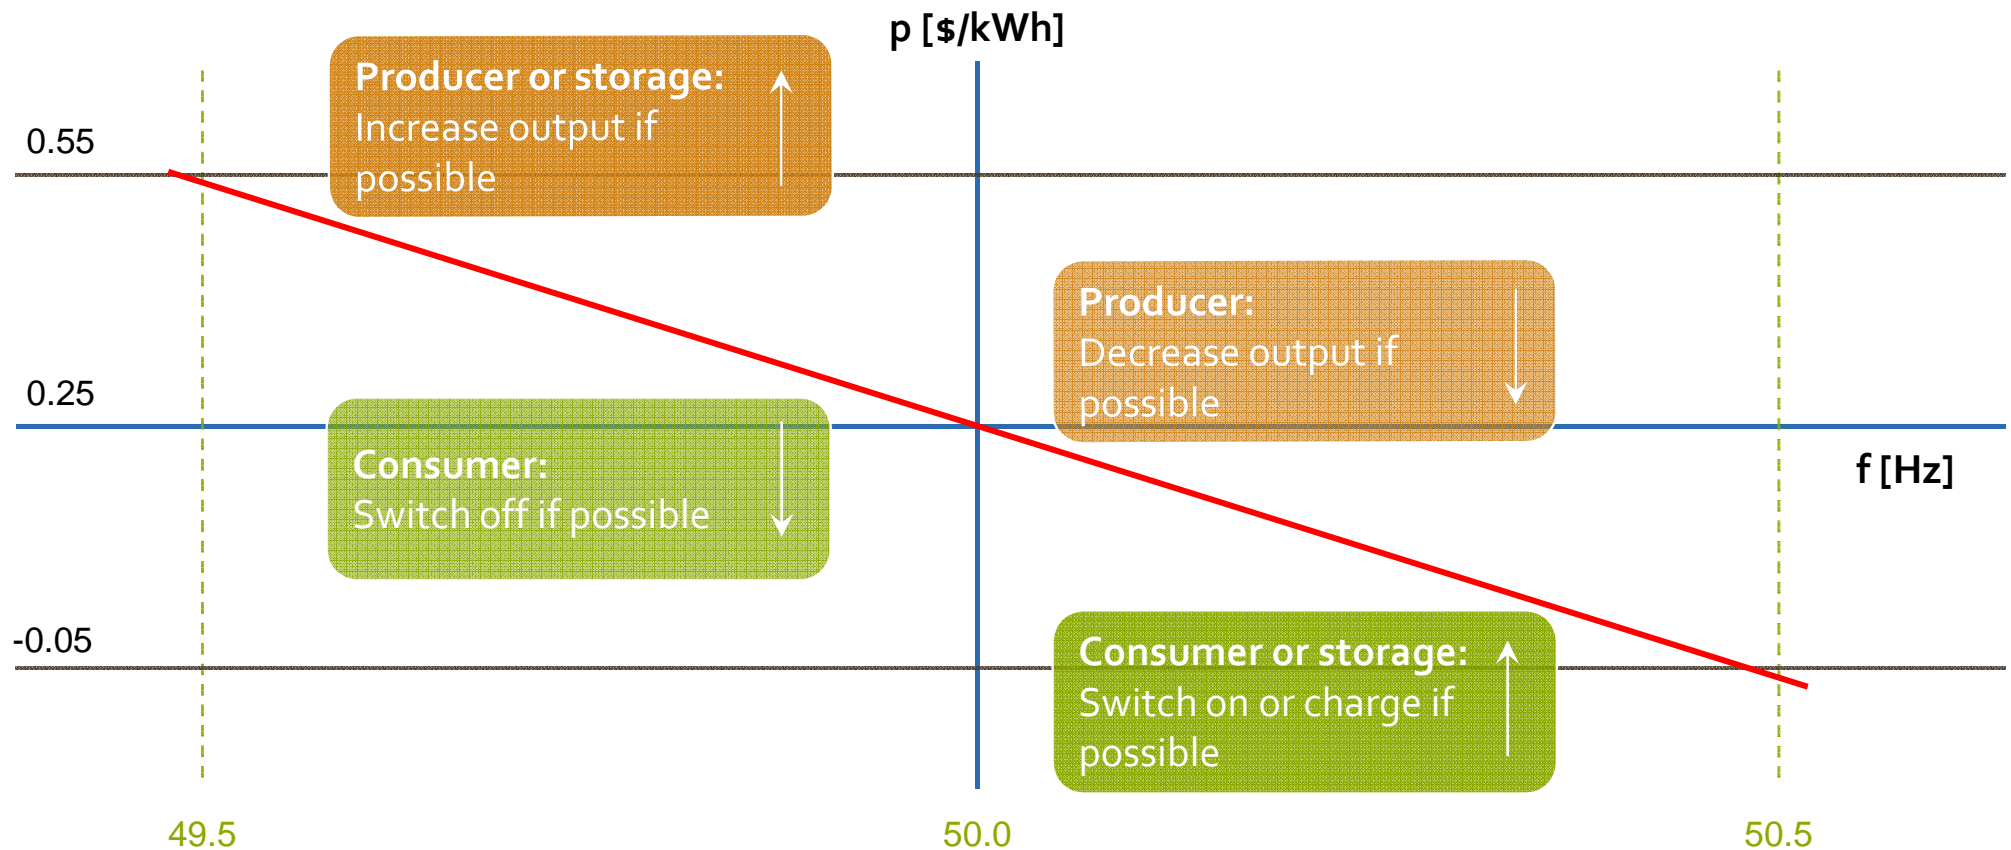 p [$/kWh]
Producer or storage:
Increase output if
possible
0.55
Producer:
Decrease output if
possible
0.25
Consumer:
Switch off if possible
f [Hz]
-0.05
Consumer or storage:
Switch on or charge if
possible
49.5
50.0
50.5